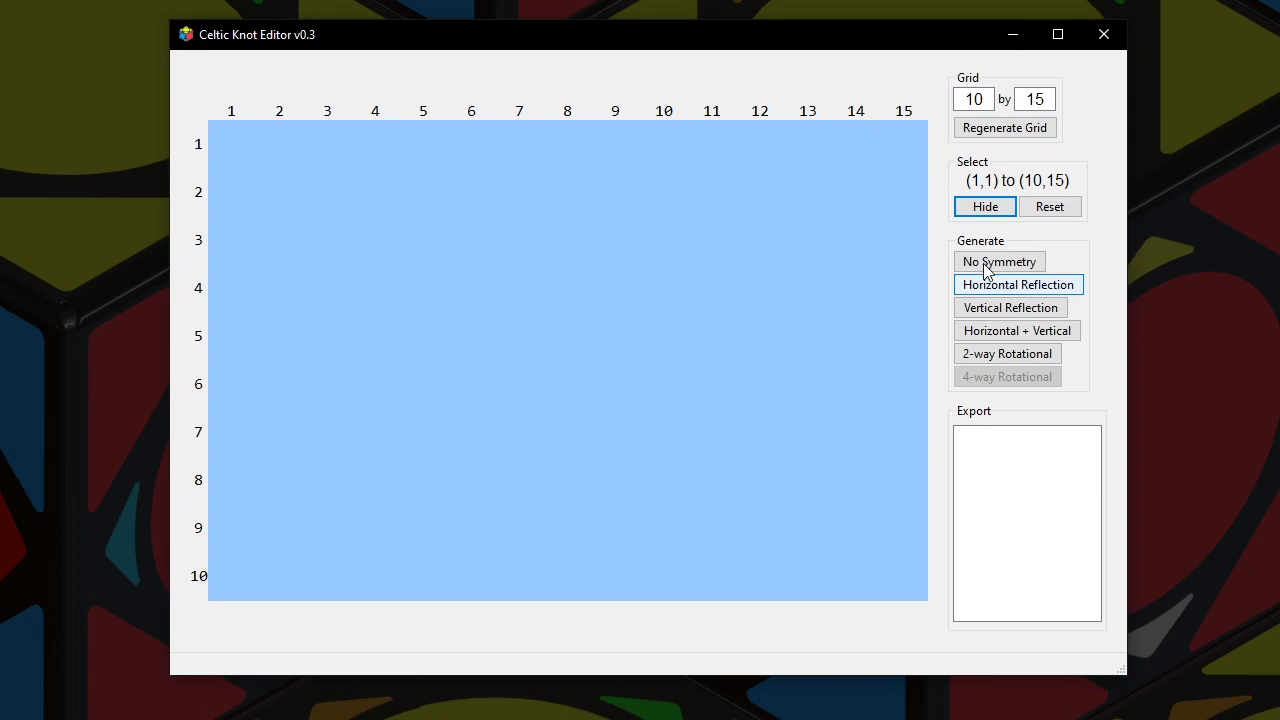 Celtic Knot Editor v0.3
Grid
10 by 15
Regenerate Grid
1 2 3 4 5 6 7 8 9 10 11 12 13 14 15
1
2
3
4
5
6
7
8
9
10
Select
(1,1) to (10,15)
Hide Reset
Generate
No Symmetry
Horizontal Reflection
Vertical Reflection
Horizontal + Vertical
2-way Rotational
4-way Rotational
Export